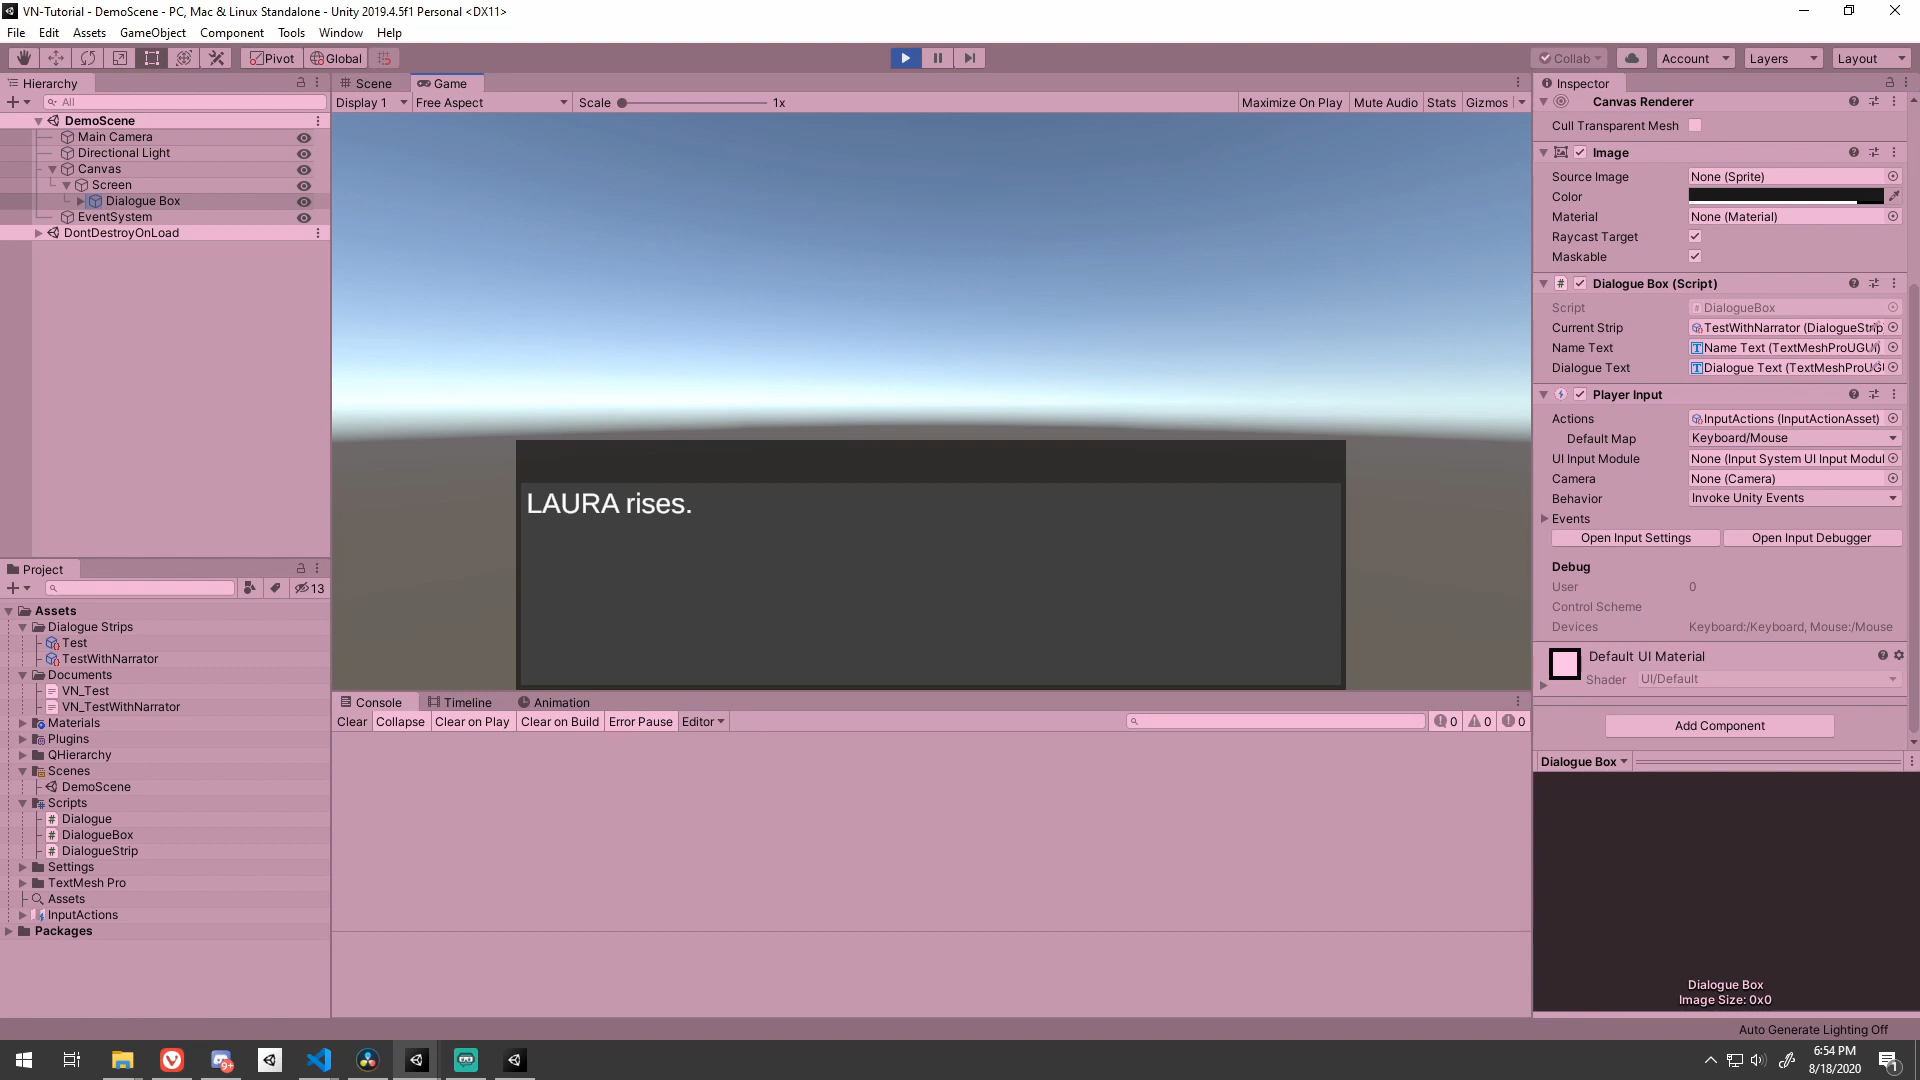 VN-Tutorial - DemoScene - PC, Mac & Linux Standalone - Unity 2019.4.5f1 Personal <DX11>
File Edit Assets GameObject Component Tools Window Help
Pivot Global Collab Account Layers Layout
Hierarchy
All
DemoScene
Main Camera
Directional Light
Canvas
Screen
Dialogue Box
EventSystem
DontDestroyOnLoad
Project
13
Assets
Dialogue Strips
Test
TestWithNarrator
Documents
VN_Test
VN_TestWithNarrator
Materials
Plugins
QHierarchy
Scenes
DemoScene
Scripts
Dialogue
DialogueBox
DialogueStrip
Settings
TextMesh Pro
Assets
InputActions
Packages
Scene Game
Display 1 Free Aspect Scale 1x Maximize On Play Mute Audio Stats Gizmos
LAURA rises.
Console Timeline Animation
Clear Collapse Clear on Play Clear on Build Error Pause Editor 0 0 0
Inspector
Canvas Renderer
Cull Transparent Mesh
Image
Source Image None (Sprite)
Color
Material None (Material)
Raycast Target
Maskable
Dialogue Box (Script)
Script DialogueBox
Current Strip TestWithNarrator (DialogueStrip
Name Text Name Text (TextMeshProUGUI)
Dialogue Text Dialogue Text (TextMeshProUGU
Player Input
Actions InputActions (InputActionAsset)
Default Map Keyboard/Mouse
UI Input Module None (Input System UI Input Modul
Camera None (Camera)
Behavior Invoke Unity Events
Events
Open Input Settings Open Input Debugger
Debug
User 0
Control Scheme
Devices Keyboard:/Keyboard, Mouse:/Mouse
Default UI Material
Shader UI/Default
Add Component
Dialogue Box
Dialogue Box
Image Size: 0x0
Auto Generate Lighting Off
9+
6:54 PM
8/18/2020
1